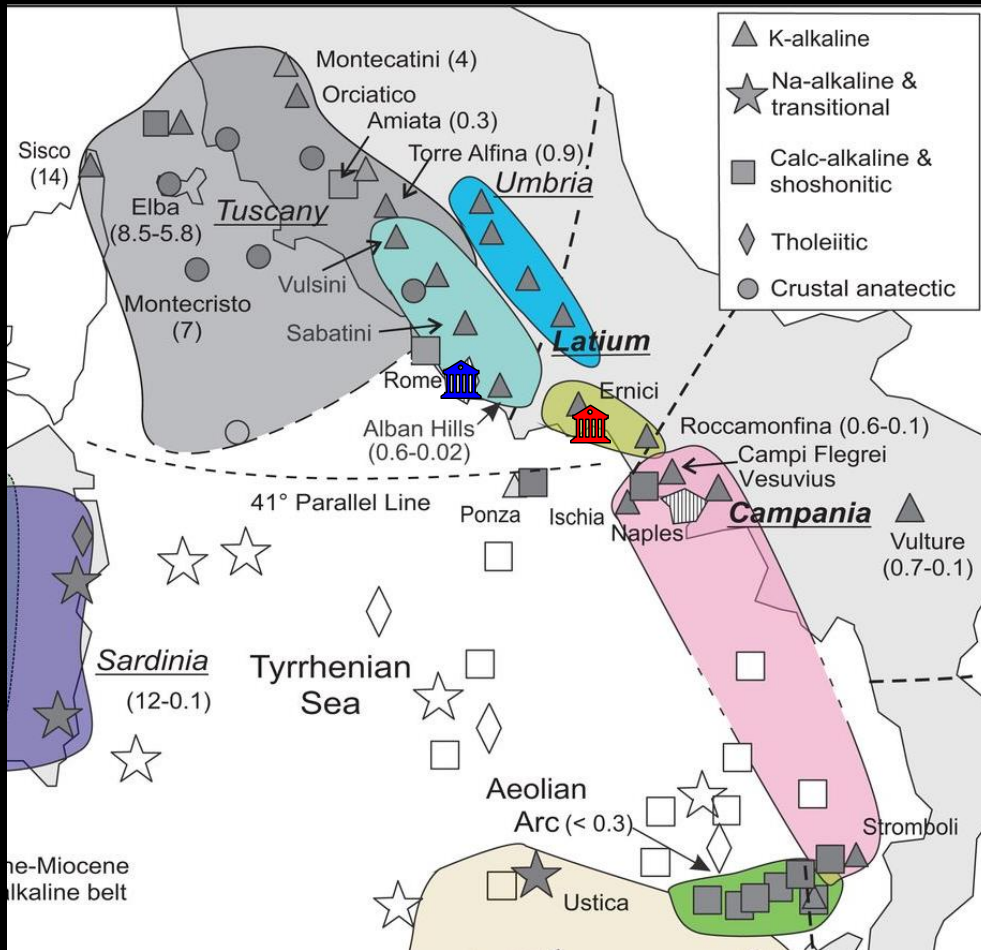 Montecatini (4)
Orciatico
Amiata (0.3)
Torre Alfina (0.9)
Sisco
(14)
Umbria
Elba
(8.5-5.8)
Tuscany
Vulsini
Montecristo
(7)
Sabatini
Latium
Rome
Ernici
Alban Hills
(0.6-0.02)
Roccamonfina (0.6-0.1)
Campi Flegrei
Vesuvius
41° Parallel Line
Ponza
Ischia
Naples
Campania
Vulture
(0.7-0.1)
Sardinia
(12-0.1)
Tyrrhenian
Sea
Aeolian
Arc (< 0.3)
Stromboli
Ustica
ne-Miocene
alkaline belt
K-alkaline
Na-alkaline &
transitional
Calc-alkaline &
shoshonitic
Tholeiitic
Crustal anatectic